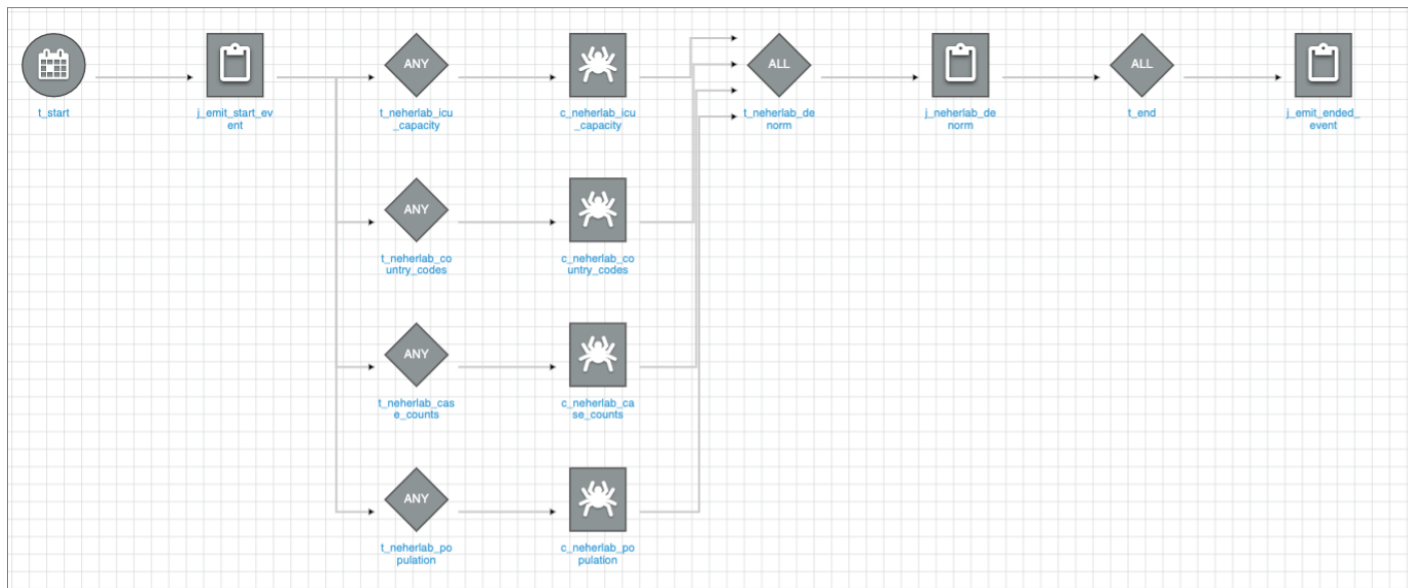 ANY
ALL
ALL
t_start
j_emit_start_ev
ent
t_neherlab_icu
_capacity
c_neherlab_icu
_capacity
t_neherlab_de
norm
j_neherlab_de
norm
t_end
j_emit_ended_
event
ANY
t_neherlab_co
untry_codes
c_neherlab_co
untry_codes
ANY
t_neherlab_cas
e_counts
c_neherlab_ca
se_counts
ANY
t_neherlab_po
pulation
c_neherlab_po
pulation